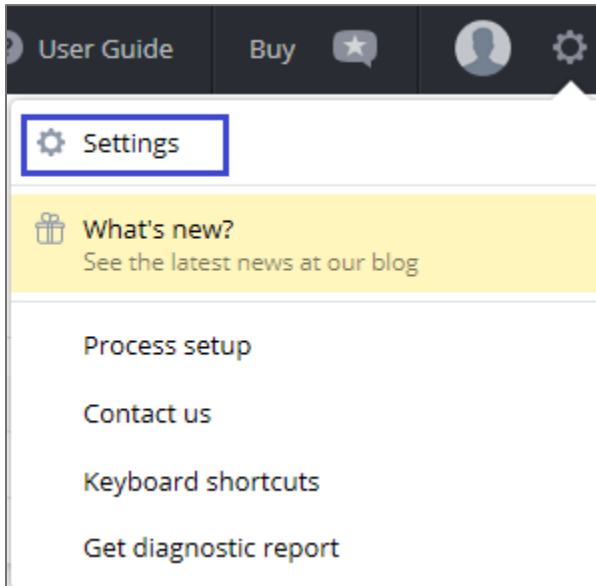 User Guide
Buy
Settings
What's new?
See the latest news at our blog
Process setup
Contact us
Keyboard shortcuts
Get diagnostic report